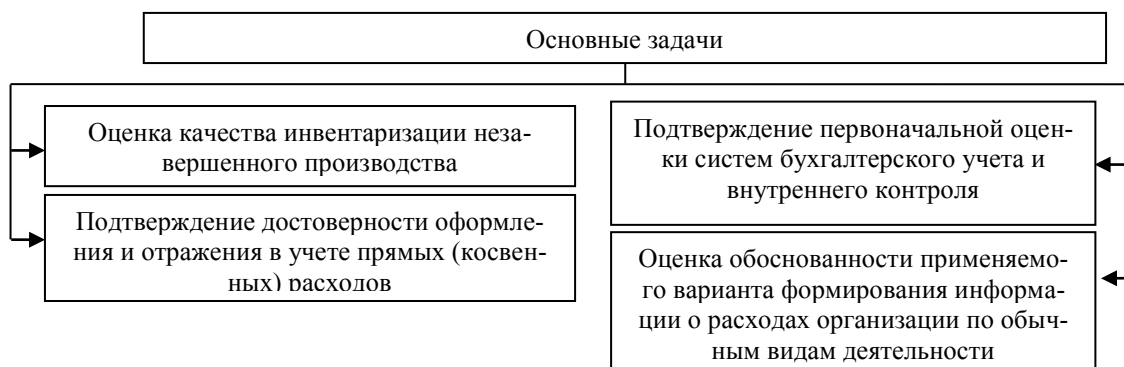 Основные задачи
Оценка качества инвентаризации неза-
вершенного производства
Подтверждение достоверности оформле-
ния и отражения в учете прямых (косвен-
ных) расходов
Подтверждение первоначальной оцен-
ки систем бухгалтерского учета и
внутреннего контроля
Оценка обоснованности применяемо-
го варианта формирования информа-
ции о расходах организации по обыч-
ным видам деятельности